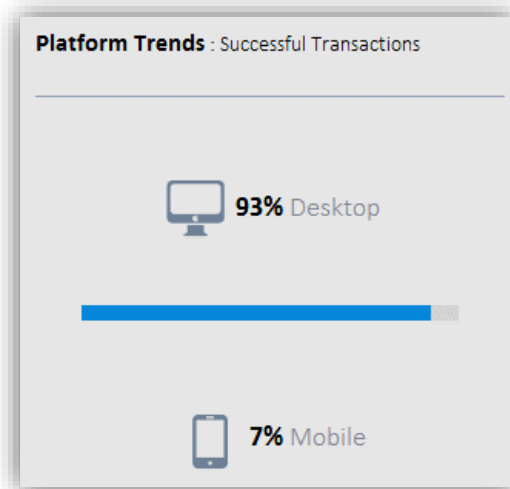 Platform Trends : Successful Transactions
93% Desktop
7% Mobile